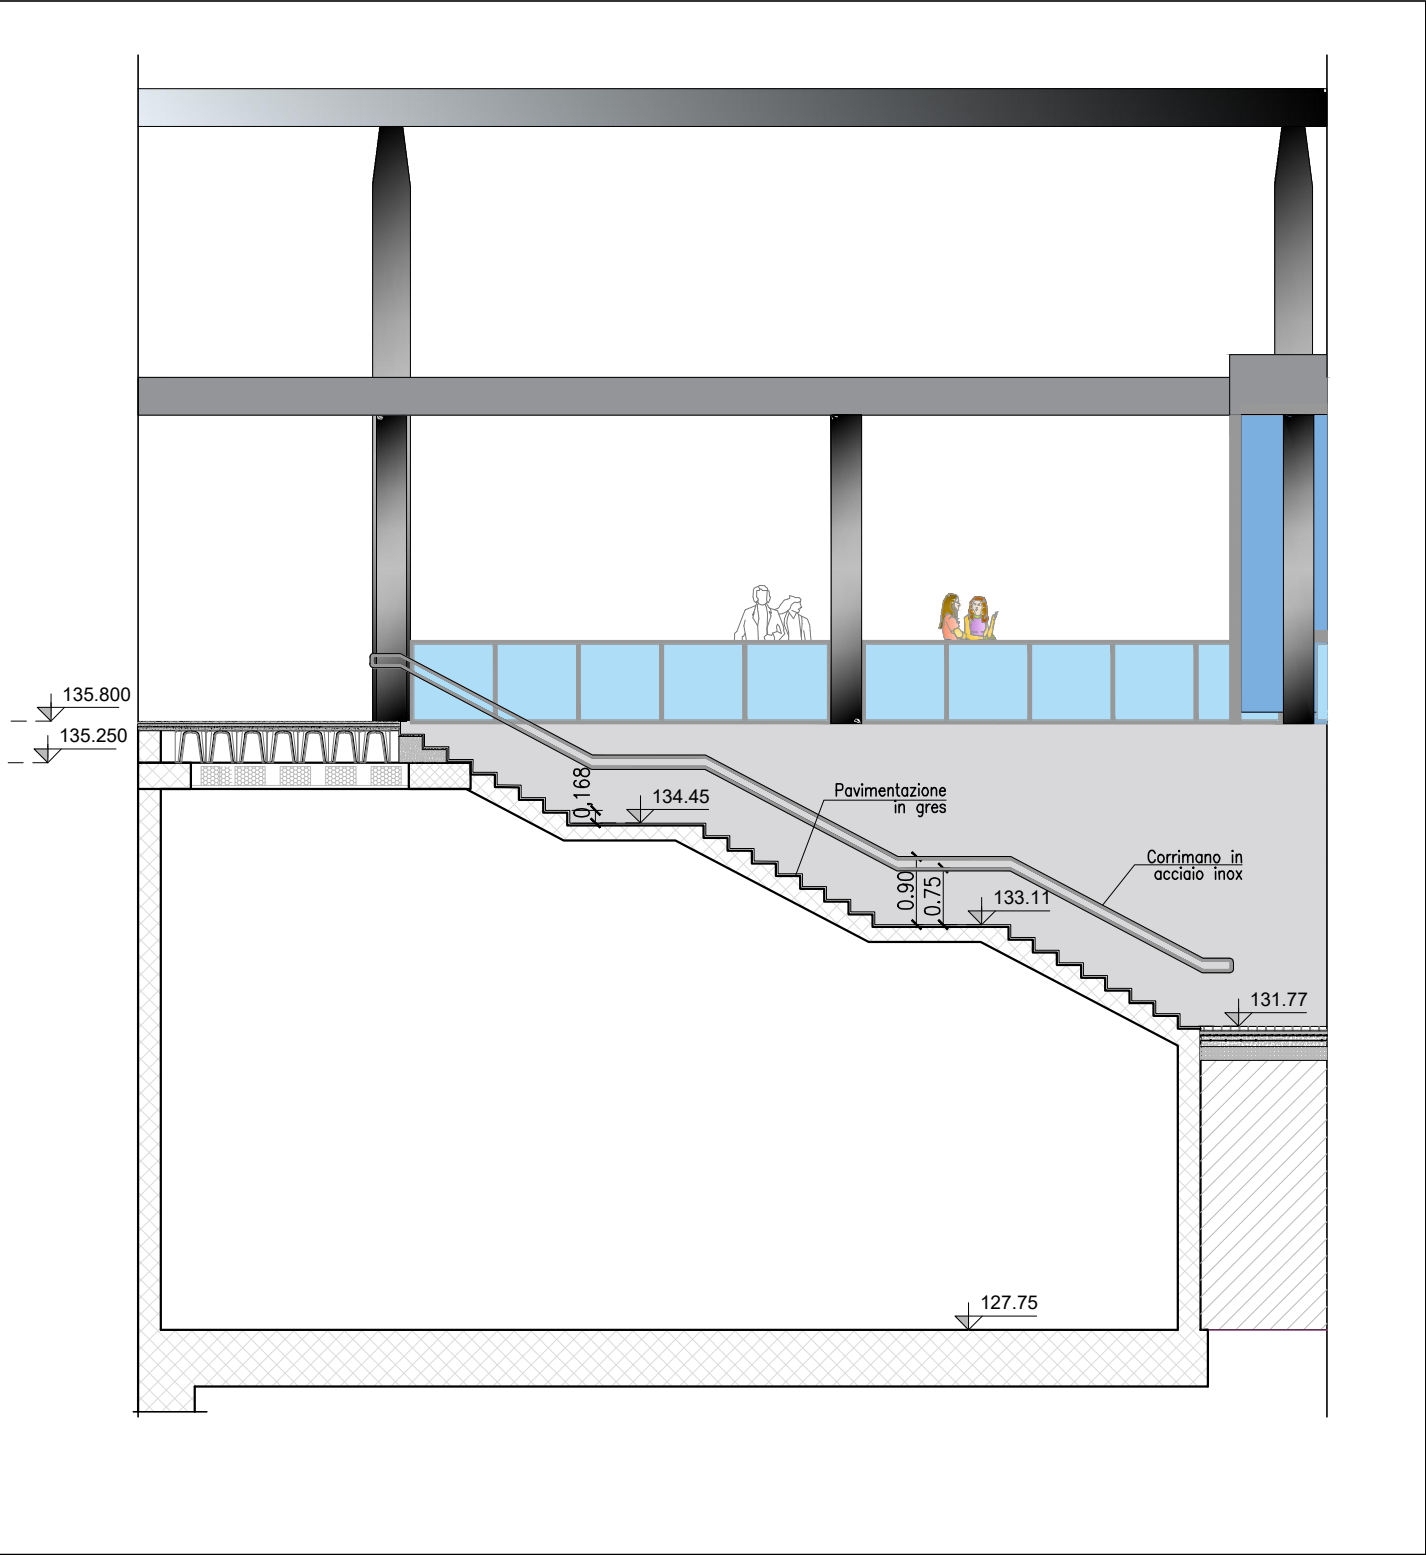 135.800
135.250
0.168
134.45
Pavimentazione
in gres
Corrimano in
acciaio inox
0.90
0.75
133.11
131.77
127.75